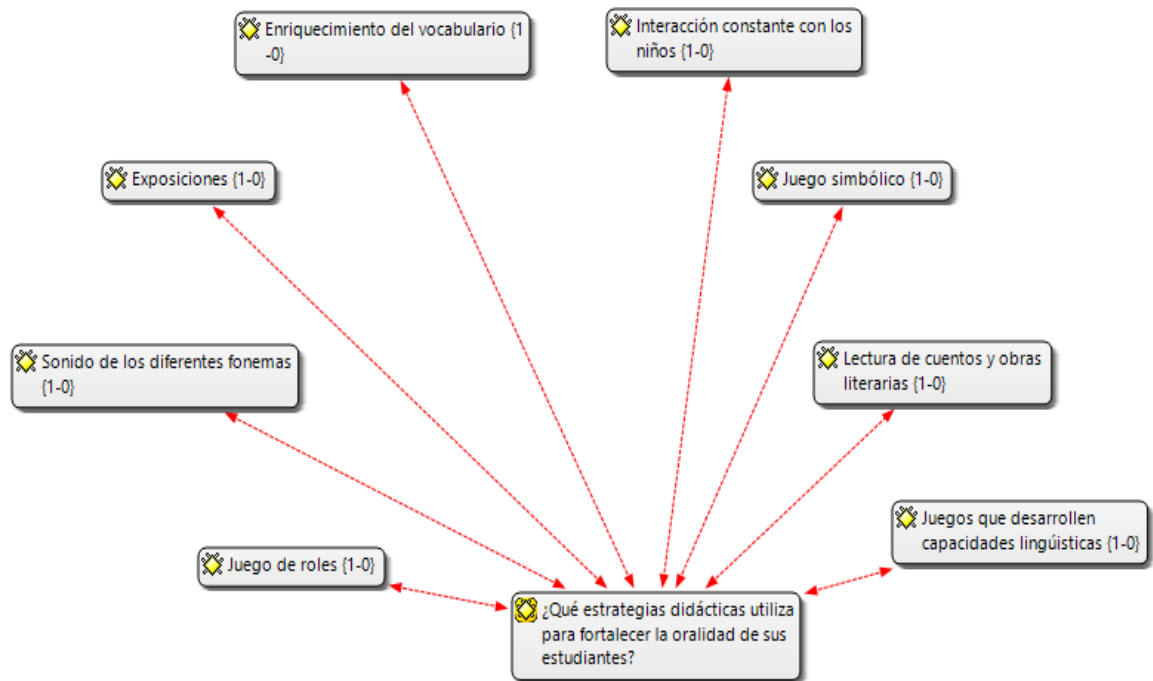 Enriquecimiento del vocabulario {1
-0}
Interacción constante con los
niños {1-0}
Exposiciones {1-0}
Juego simbólico {1-0}
Sonido de los diferentes fonemas
{1-0}
Lectura de cuentos y obras
literarias {1-0}
Juegos que desarrollen
capacidades lingúisticas {1-0}
Juego de roles {1-0}
¿Qué estrategias didácticas utiliza
para fortalecer la oralidad de sus
estudiantes?